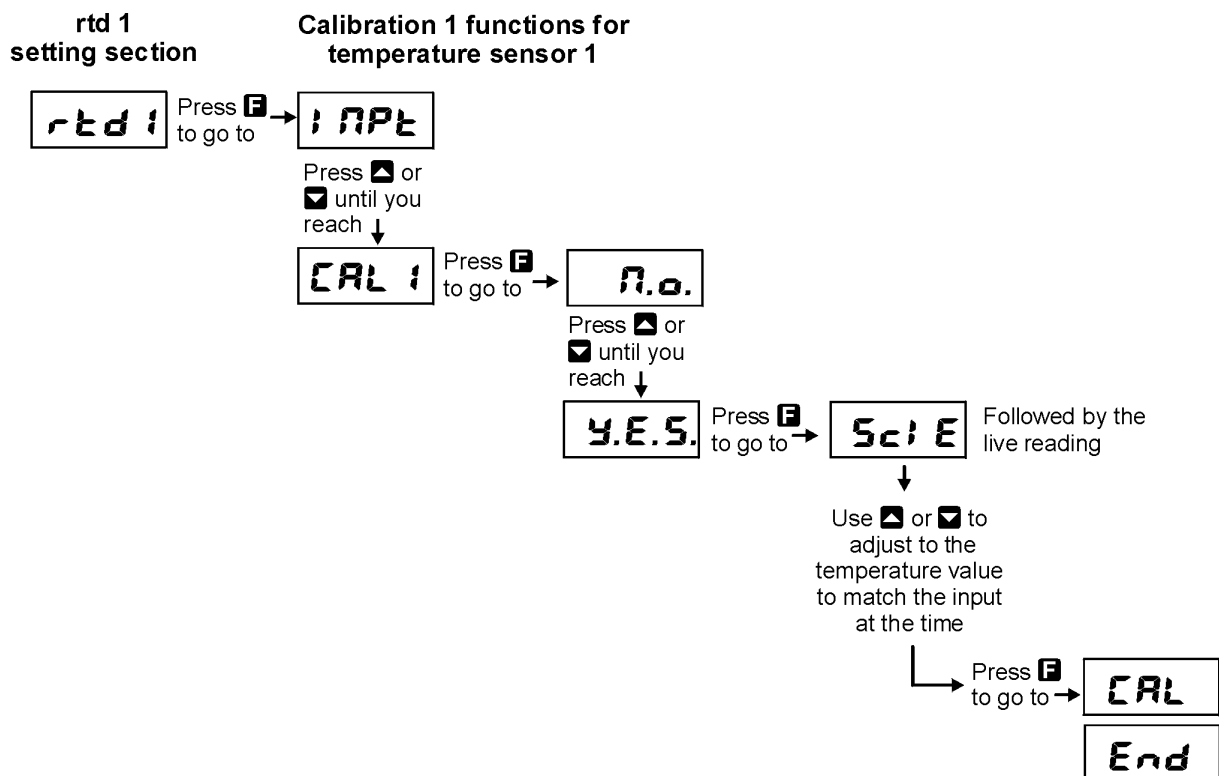 rtd 1
setting section
Calibration 1 functions for
temperature sensor 1
rtd1
Press F
to go to
INPt
Press ▲ or
▼ until you
reach
CAL 1
Press F
to go to
n.o.
Press ▲ or
▼ until you
reach
y.E.S.
Press F
to go to
Scl E
Followed by the
live reading
Use ▲ or ▼ to
adjust to the
temperature value
to match the input
at the time
Press F
to go to
CAL
End